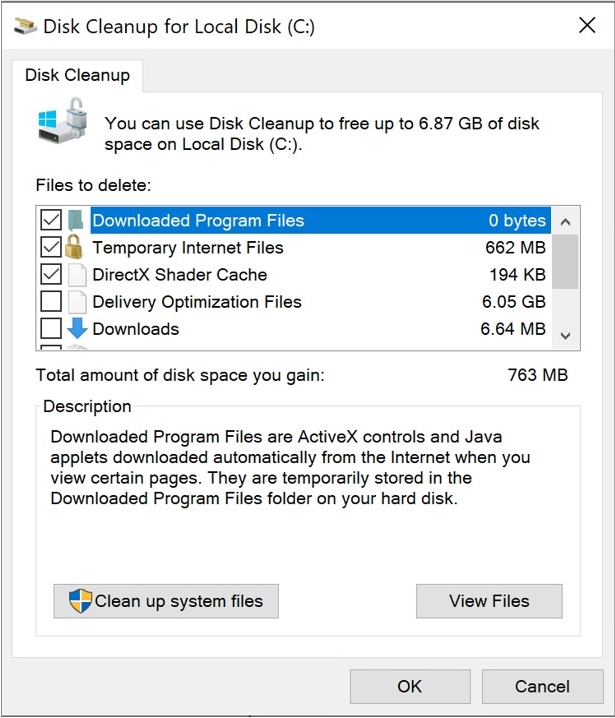 Disk Cleanup for Local Disk (C:)
Disk Cleanup
You can use Disk Cleanup to free up to 6.87 GB of disk
space on Local Disk (C:).
Files to delete:
Downloaded Program Files 0 bytes
Temporary Internet Files 662 MB
DirectX Shader Cache 194 KB
Delivery Optimization Files 6.05 GB
Downloads 6.64 MB
Total amount of disk space you gain: 763 MB
Description
Downloaded Program Files are ActiveX controls and Java
applets downloaded automatically from the Internet when you
view certain pages. They are temporarily stored in the
Downloaded Program Files folder on your hard disk.
Clean up system files View Files
OK Cancel